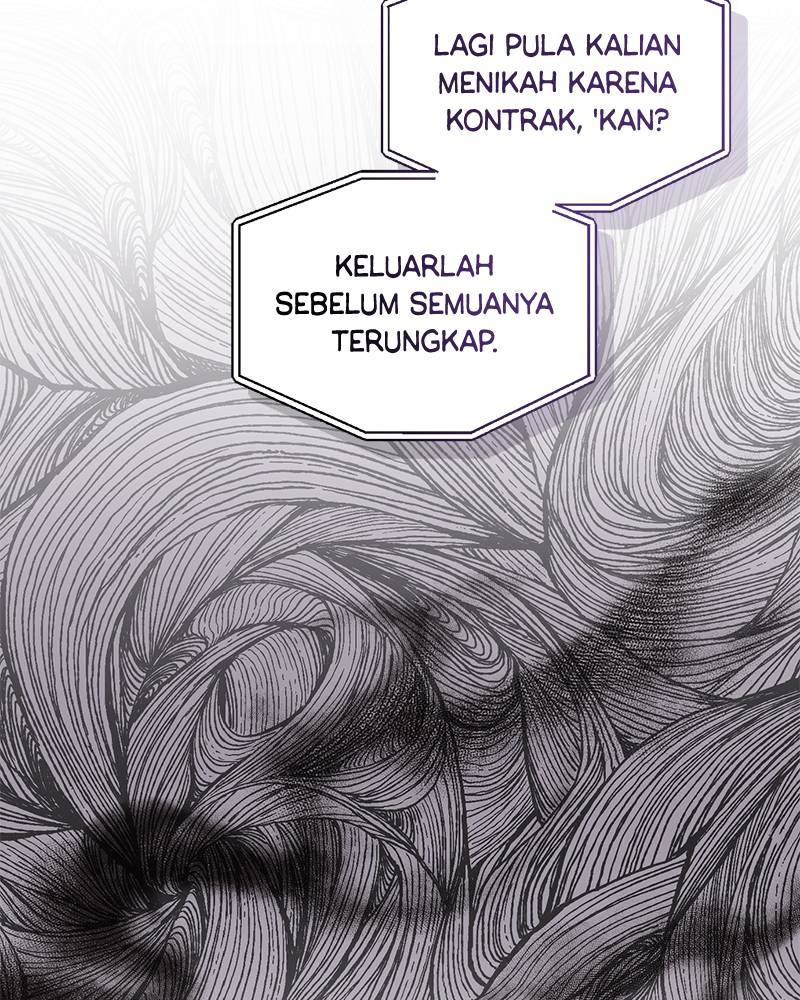 LAGI PULA KALIAN
MENIKAH KARENA
KONTRAK, 'KAN?
KELUARLAH
SEBELUM SEMUANYA
TERUNGKAP.